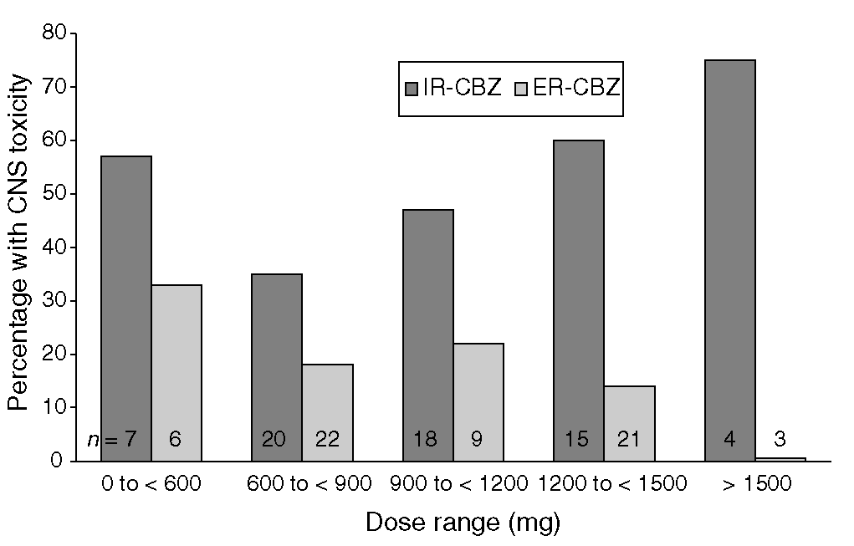 80
70
60
50
40
30
20
10
0
Percentage with CNS toxicity
IR-CBZ ER-CBZ
n = 7 6 20 22 18 9 15 21 4 3
0 to < 600 600 to < 900 900 to < 1200 1200 to < 1500 > 1500
Dose range (mg)